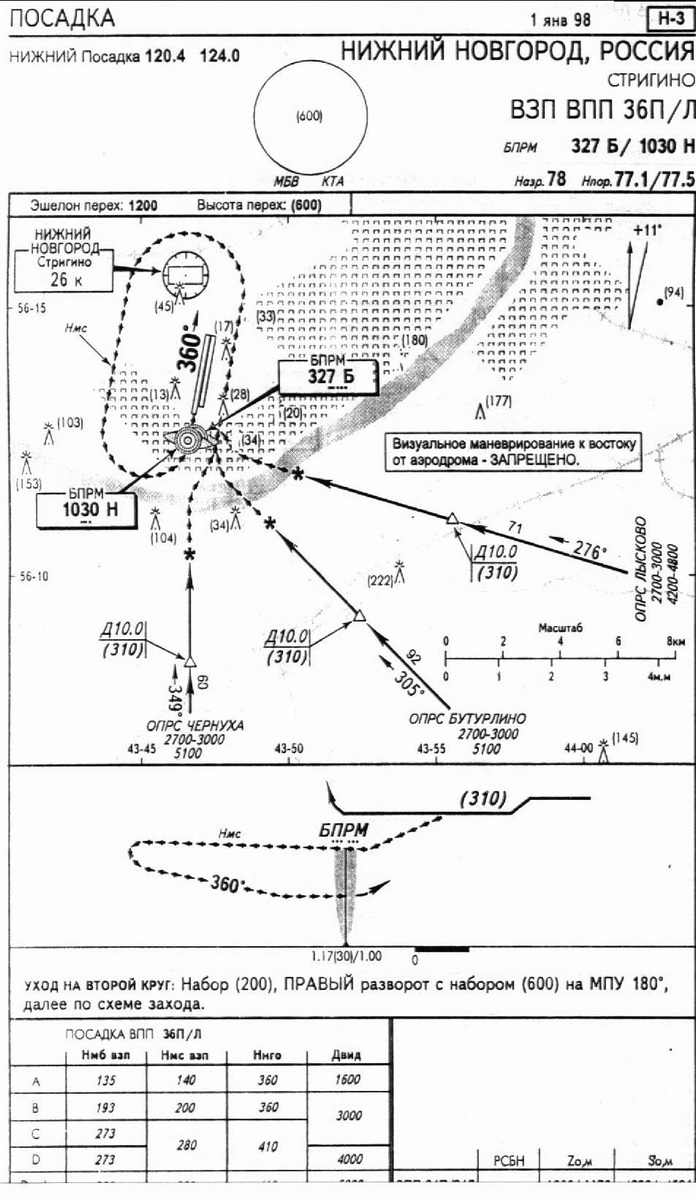 ПОСАДКА
1 янв 98
Н-3
НИЖНИЙ Посадка 120.4 124.0
НИЖНИЙ НОВГОРОД, РОССИЯ
СТРИГИНО
ВЗП ВПП 36П/Л
(600)
БПРМ 327 Б/ 1030 Н
МБВ КТА
Наэр. 78 Нпор. 77.1/77.5
Эшелон перех: 1200 Высота перех: (600)
НИЖНИЙ
НОВГОРОД
Стригино
26 к
+11°
(94)
56-15
(45)
(33)
Нмс
360°
(17)
(180)
БПРМ
327 Б
(13)
(28)
(20)
(177)
(103)
(34)
Визуальное маневрирование к востоку
от аэродрома - ЗАПРЕЩЕНО.
(153)
БПРМ
1030 Н
(104)
(34)
71
276°
Д10.0
(310)
ОПРС ЛЫСКОВО
2700-3000
4200-4800
56-10
(222)
Д10.0
(310)
Д10.0
(310)
Масштаб
0 2 4 6 8км
0 1 2 3 4м.м
92
305°
60
349°
ОПРС ЧЕРНУХА
2700-3000
5100
ОПРС БУТУРЛИНО
2700-3000
5100
43-45 43-50 43-55 44-00
(145)
(310)
БПРМ
Нмс
360°
1.17(30)/1.00
0
УХОД НА ВТОРОЙ КРУГ: Набор (200), ПРАВЫЙ разворот с набором (600) на МПУ 180°,
далее по схеме захода.
ПОСАДКА ВПП 36П/Л
Нмб взп Нмс взп Ннго Двид
A 135 140 360 1600
B 193 200 360 3000
C 273 280 410
D 273 4000
РСБН Zо,м Sо,м